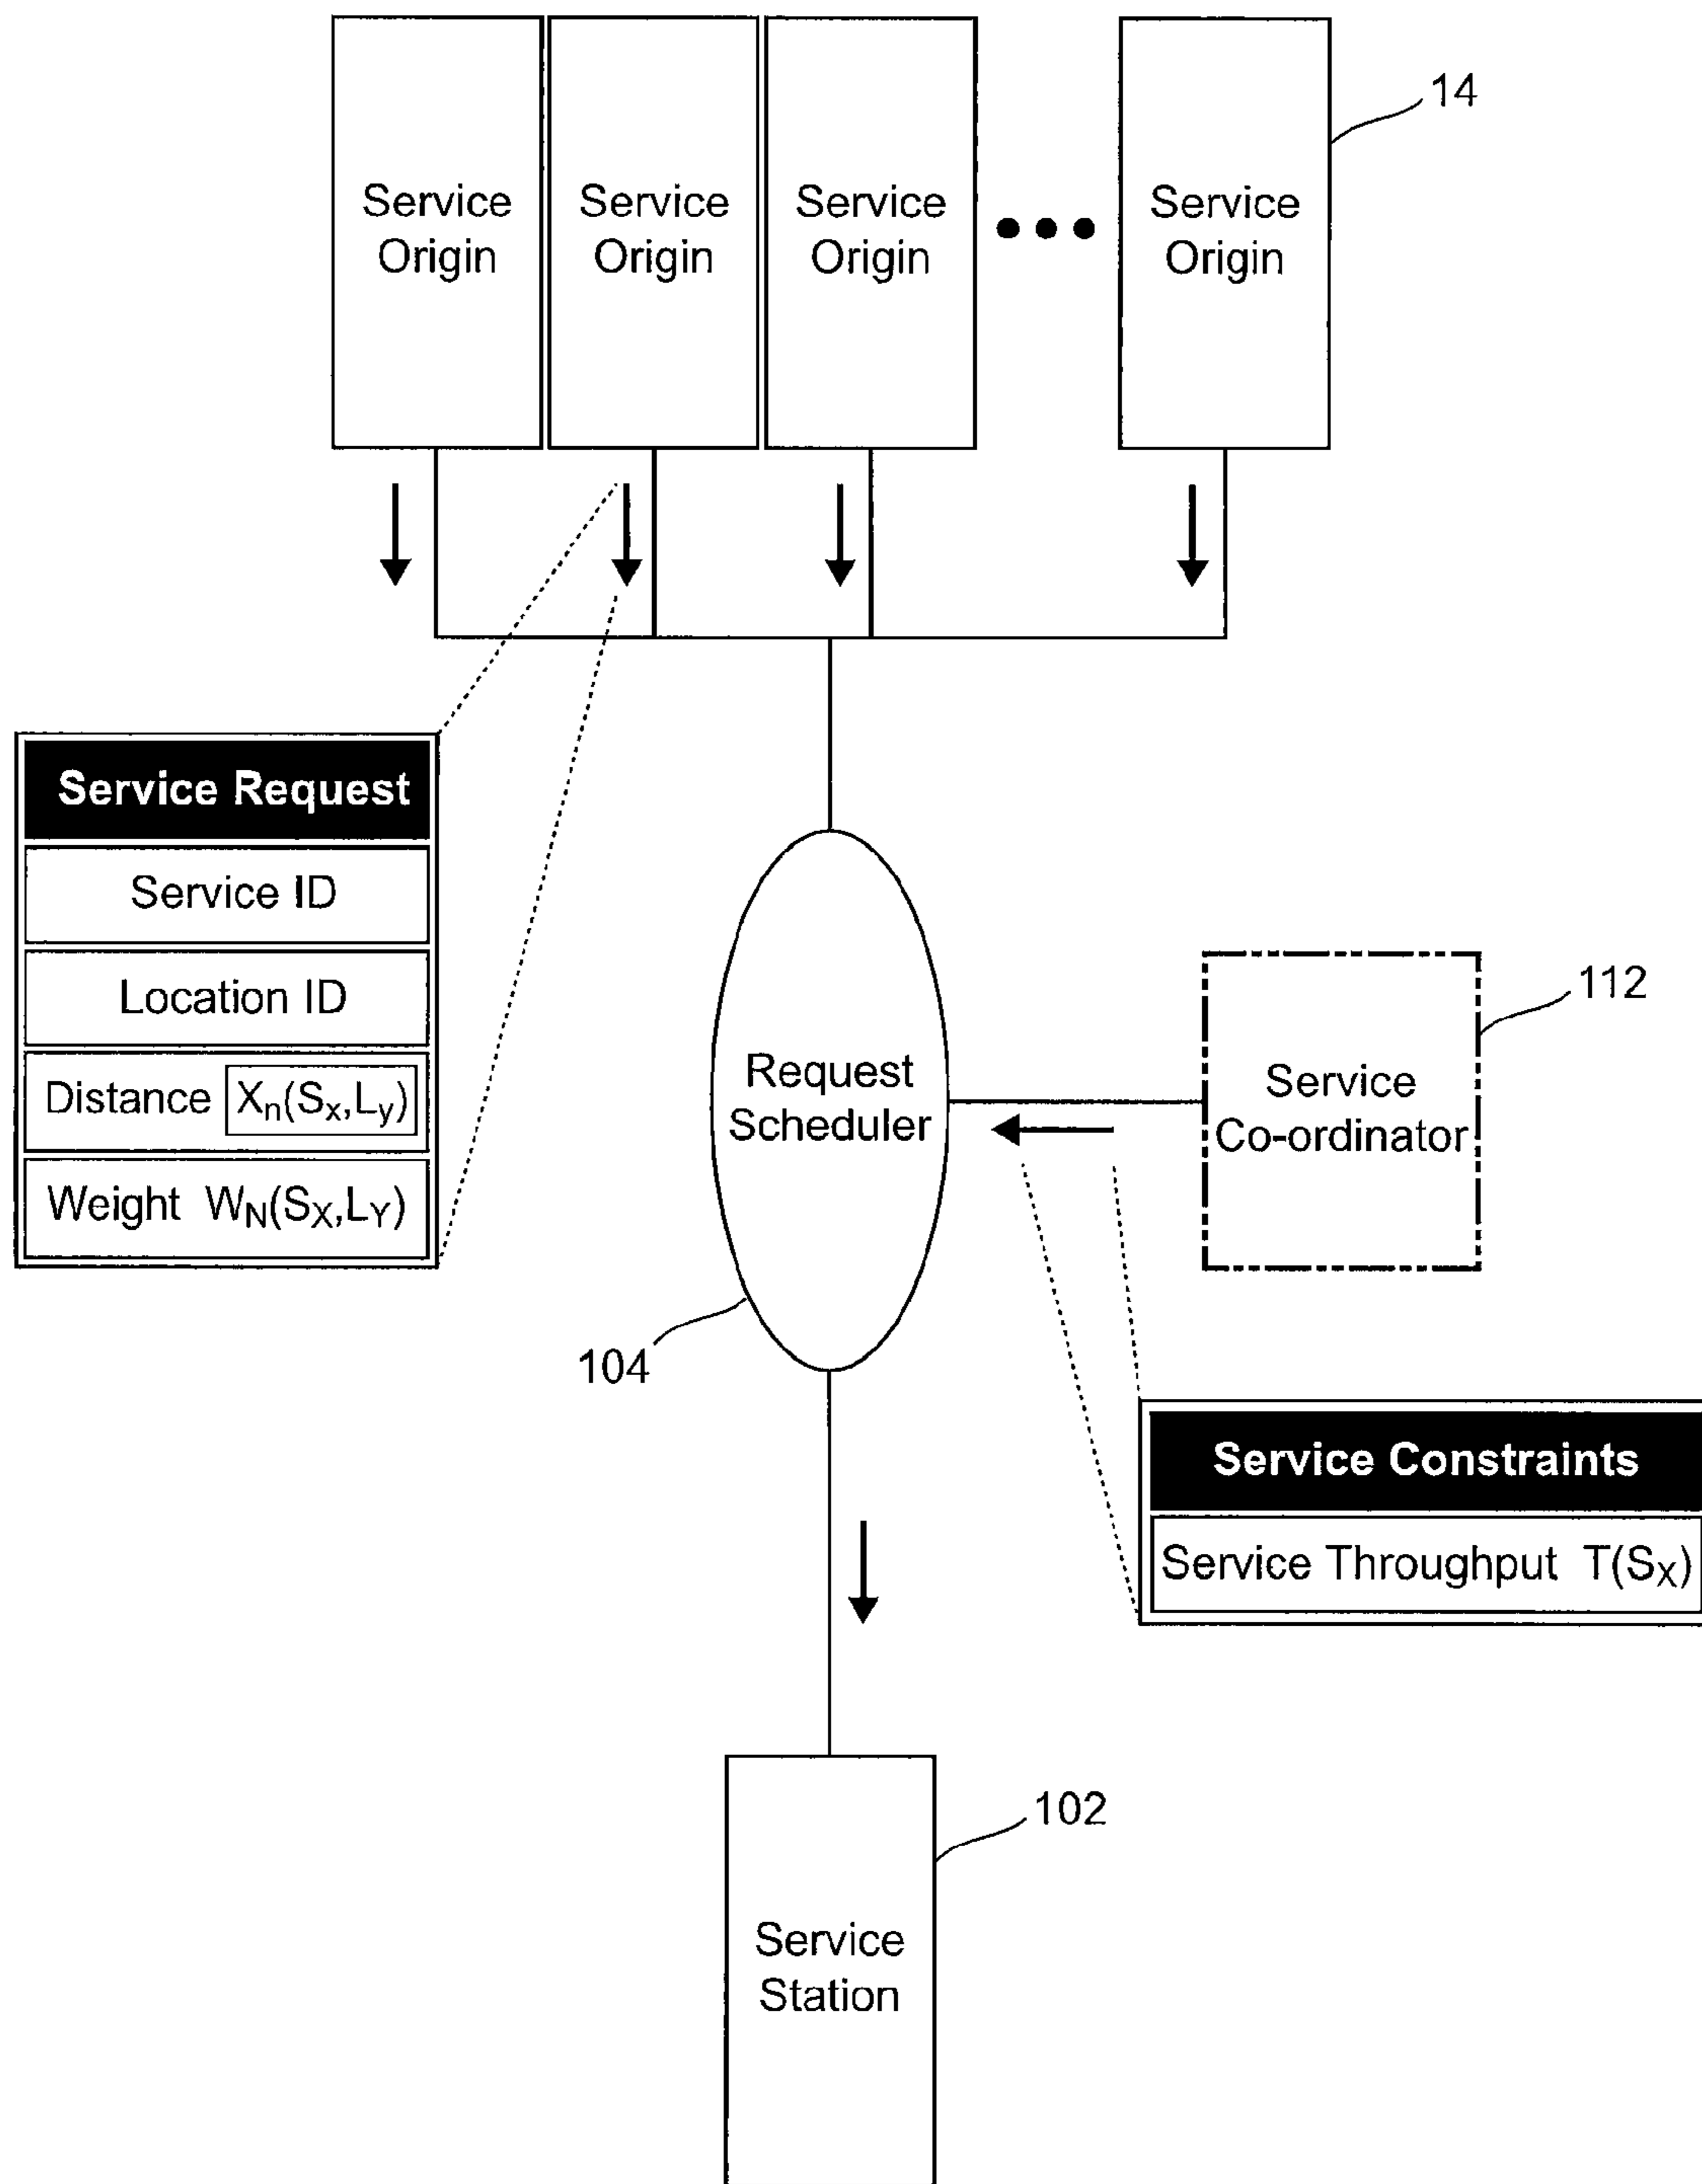 Service
Origin
Service
Origin
Service
Origin
Service
Origin
14
Service Request
Service ID
Location ID
Distance Xn(Sx,Ly)
Weight WN(SX,LY)
Request
Scheduler
104
Service
Co-ordinator
112
Service Constraints
Service Throughput T(SX)
Service
Station
102